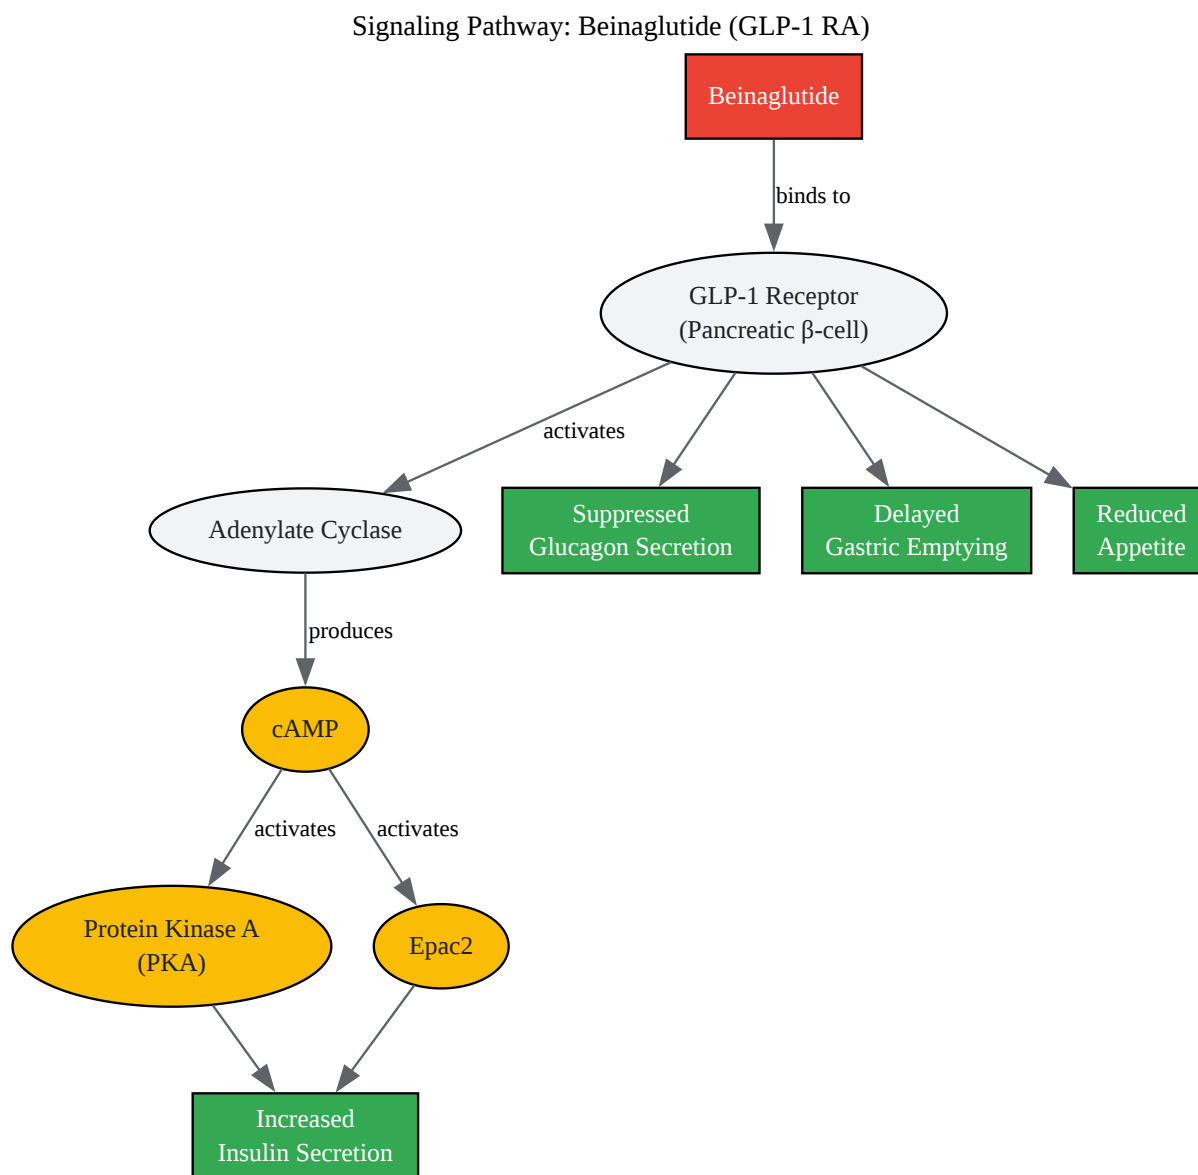 Signaling Pathway: Beinaglutide (GLP-1 RA)
Beinaglutide
binds to
GLP-1 Receptor
(Pancreatic β-cell)
activates
Adenylate Cyclase
Suppressed
Glucagon Secretion
Delayed
Gastric Emptying
Reduced
Appetite
produces
cAMP
activates
activates
Protein Kinase A
(PKA)
Epac2
Increased
Insulin Secretion